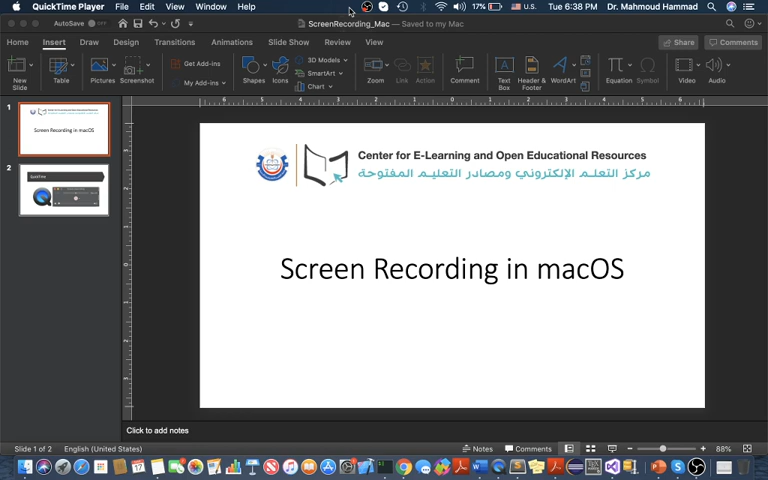 QuickTime Player File Edit View Window Help 17% U.S. Tue 6:38 PM Dr. Mahmoud Hammad
AutoSave OFF ScreenRecording_Mac — Saved to my Mac
Home Insert Draw Design Transitions Animations Slide Show Review View Share Comments
New Slide
Table
Pictures
Screenshot
Get Add-ins
My Add-ins
Shapes
Icons
3D Models
SmartArt
Chart
Zoom
Link
Action
Comment
Text Box
Header & Footer
WordArt
Equation
Symbol
Video
Audio
1
Screen Recording in macOS
2
QuickTime
Center for E-Learning and Open Educational Resources
مركز التعلم الإلكتروني ومصادر التعليم المفتوحة
Screen Recording in macOS
Click to add notes
Slide 1 of 2 English (United States) Notes Comments 88%